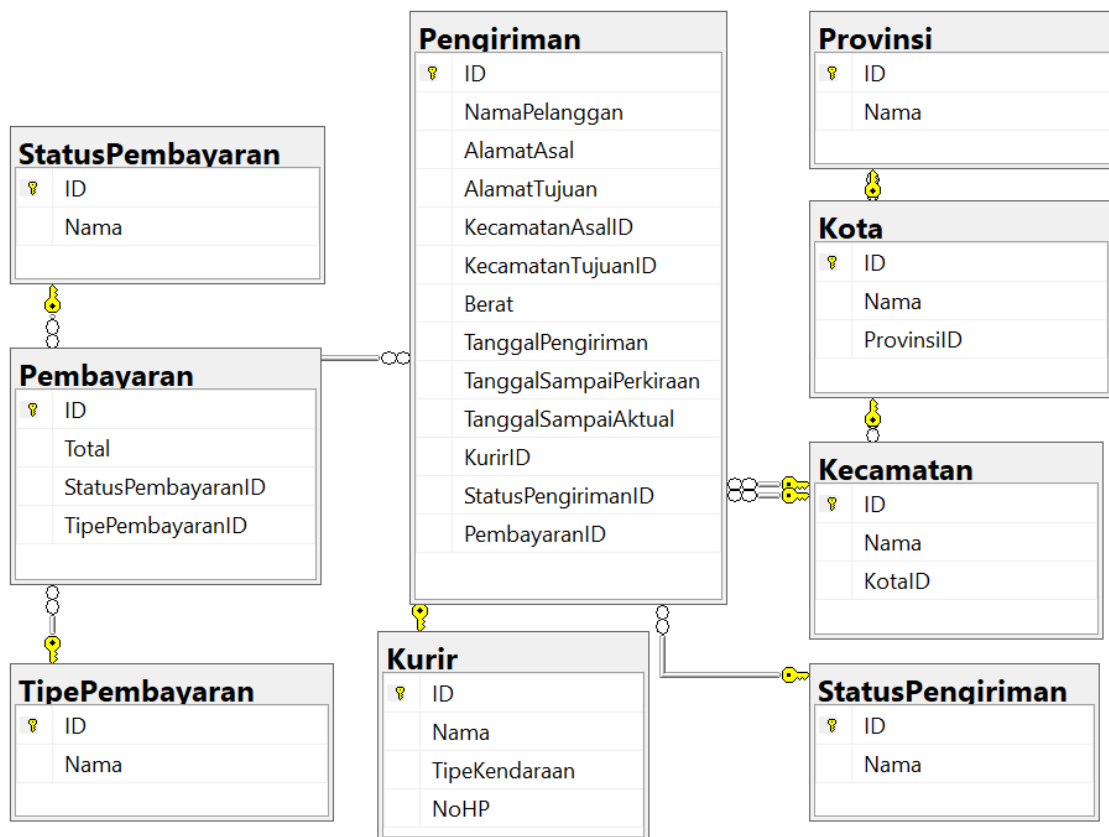 StatusPembayaran
ID
Nama
Pembayaran
ID
Total
StatusPembayaranID
TipePembayaranID
TipePembayaran
ID
Nama
Pengiriman
ID
NamaPelanggan
AlamatAsal
AlamatTujuan
KecamatanAsalID
KecamatanTujuanID
Berat
TanggalPengiriman
TanggalSampaiPerkiraan
TanggalSampaiAktual
KurirID
StatusPengirimanID
PembayaranID
Kurir
ID
Nama
TipeKendaraan
NoHP
Provinsi
ID
Nama
Kota
ID
Nama
ProvinsiID
Kecamatan
ID
Nama
KotaID
StatusPengiriman
ID
Nama